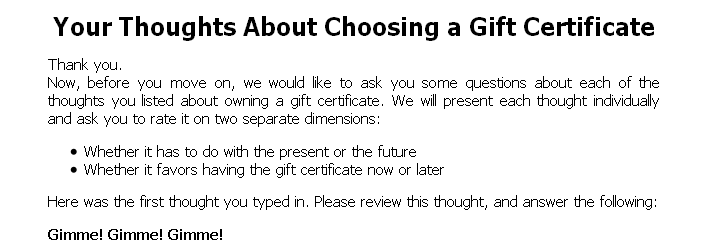 Your Thoughts About Choosing a Gift Certificate
Thank you.
Now, before you move on, we would like to ask you some questions about each of the
thoughts you listed about owning a gift certificate. We will present each thought individually
and ask you to rate it on two separate dimensions:
• Whether it has to do with the present or the future
• Whether it favors having the gift certificate now or later
Here was the first thought you typed in. Please review this thought, and answer the following:
Gimme! Gimme! Gimme!